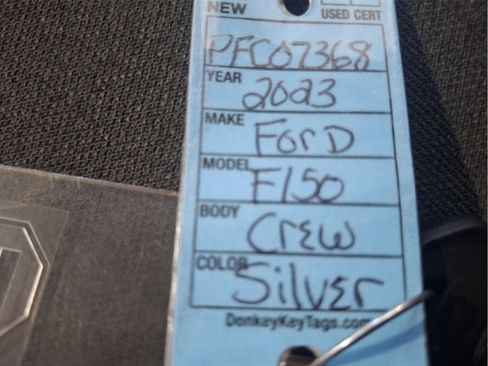 NEW USED CERT
PFC07368
YEAR 2023
MAKE Ford
MODEL F150
BODY Crew
COLOR Silver
DonkeyKeyTags.com